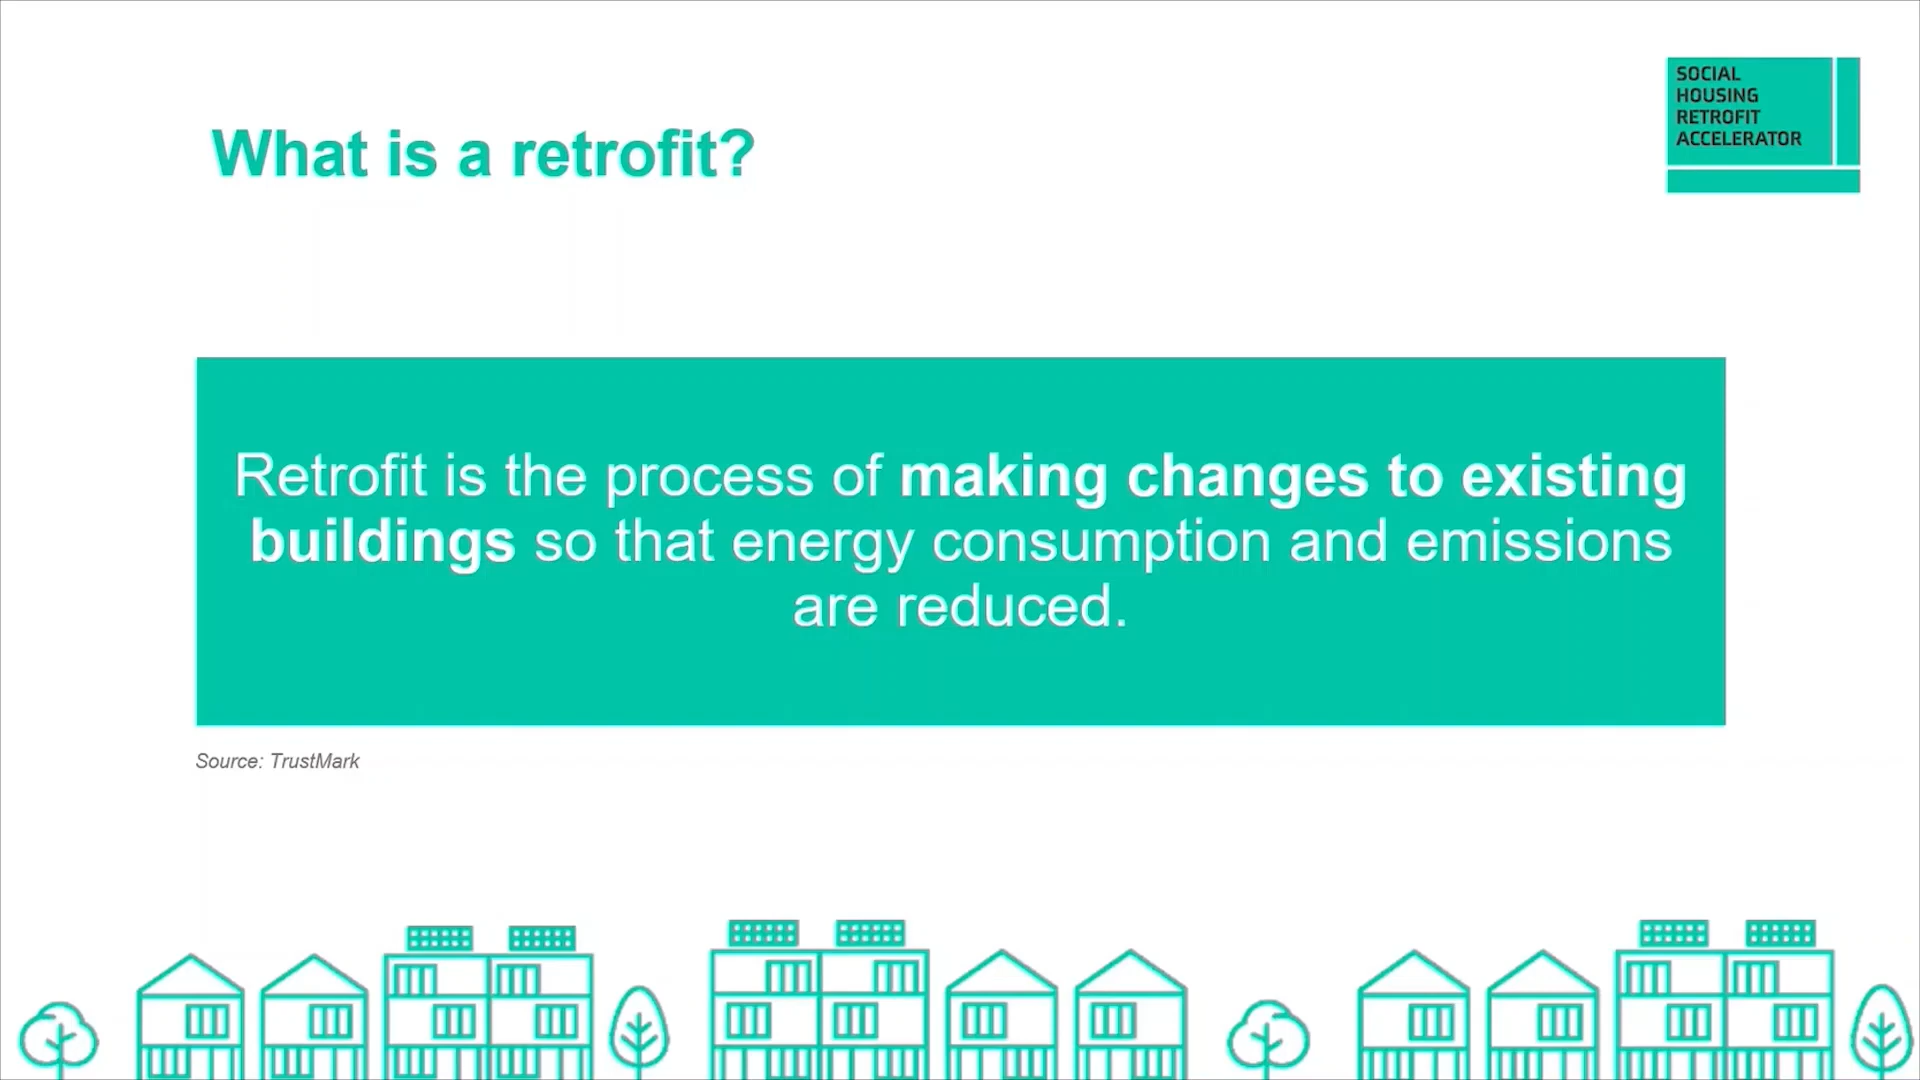 SOCIAL
HOUSING
RETROFIT
ACCELERATOR
What is a retrofit?
Retrofit is the process of making changes to existing
buildings so that energy consumption and emissions
are reduced.
Source: TrustMark